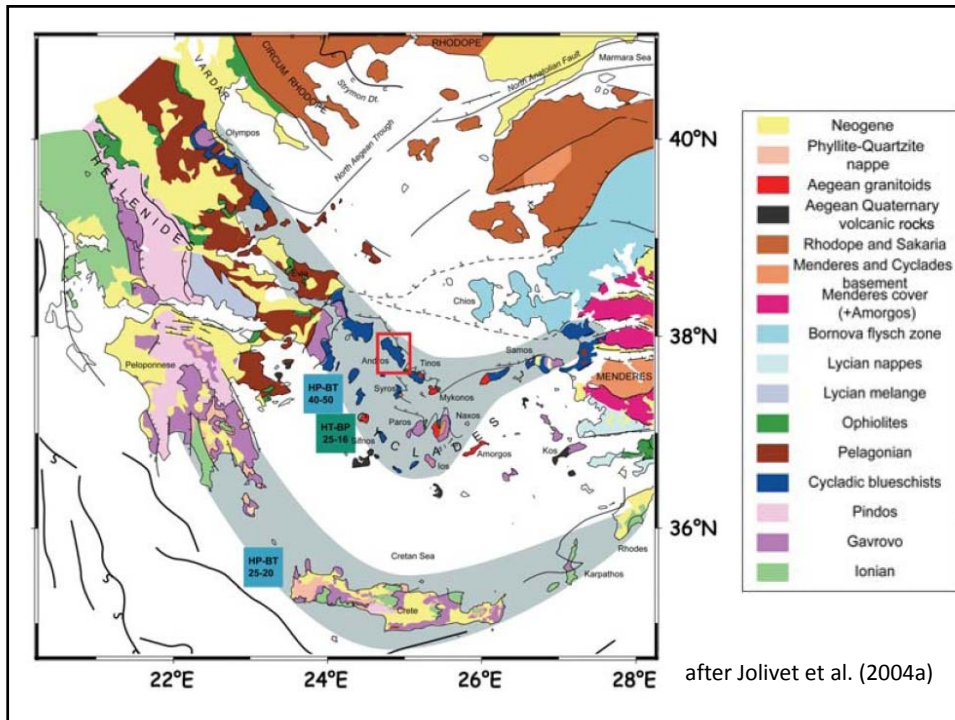 RHODOPE
Marmara Sea
VARDAR
CIRCUM RHODOPE
Strymon Dt.
North Anatolian Fault
Olympos
North Aegean Trough
HELLENIDES
Evia
Chios
Andros
Tinos
Samos
Peloponnese
MENDERES
HP-BT
40-50
Syros
Mykonos
HT-BP
25-16
Paros
Naxos
Sifnos
CYCLADES
Ios
Amorgos
Kos
HP-BT
25-20
Cretan Sea
Rhodes
Karpathos
Crete
40°N
38°N
36°N
22°E
24°E
26°E
28°E
Neogene
Phyllite-Quartzite
nappe
Aegean granitoids
Aegean Quaternary
volcanic rocks
Rhodope and Sakaria
Menderes and Cyclades
basement
Menderes cover
(+Amorgos)
Bornova flysch zone
Lycian nappes
Lycian melange
Ophiolites
Pelagonian
Cycladic blueschists
Pindos
Gavrovo
Ionian
after Jolivet et al. (2004a)